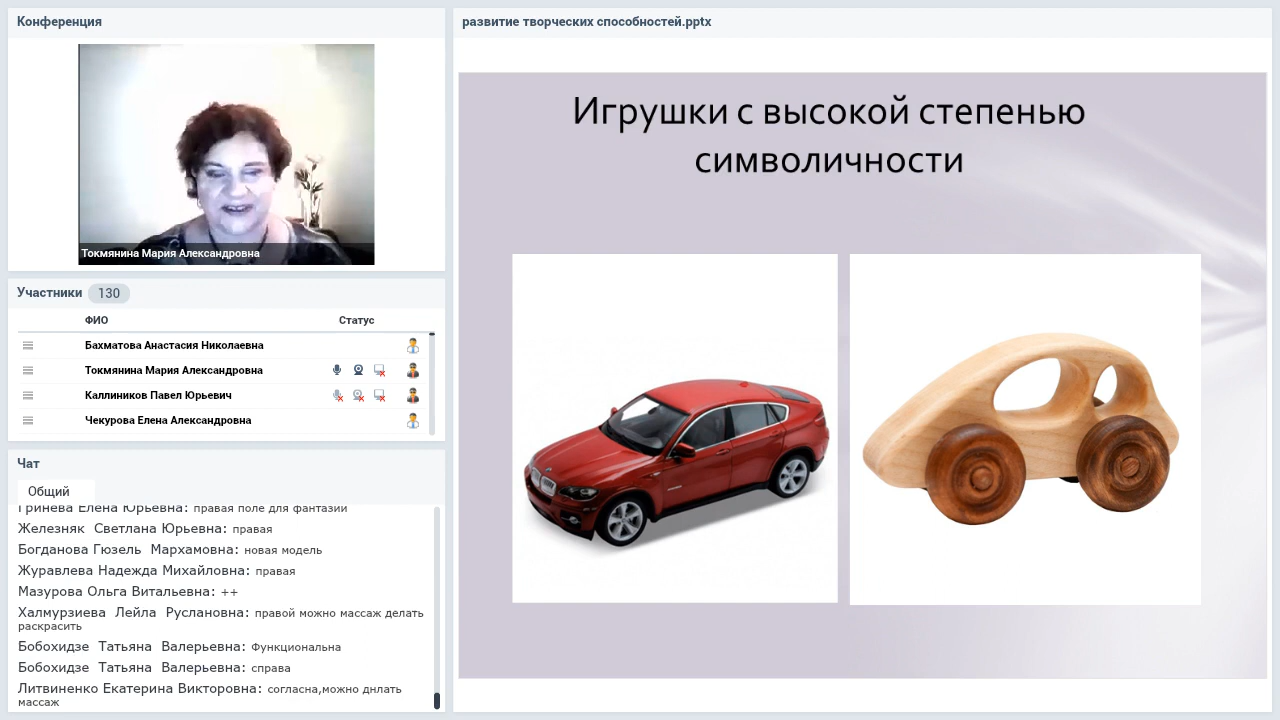 Конференция
Токмянина Мария Александровна
Участники 130
ФИО Статус
Бахматова Анастасия Николаевна
Токмянина Мария Александровна
Каллиников Павел Юрьевич
Чекурова Елена Александровна
Чат
Общий
Гринева Елена Юрьевна: правая поле для фантазии
Железняк Светлана Юрьевна: правая
Богданова Гюзель Мархамовна: новая модель
Журавлева Надежда Михайловна: правая
Мазурова Ольга Витальевна: ++
Халмурзиева Лейла Руслановна: правой можно массаж делать
раскрасить
Бобохидзе Татьяна Валерьевна: Функциональна
Бобохидзе Татьяна Валерьевна: справа
Литвиненко Екатерина Викторовна: согласна,можно днлать
массаж
развитие творческих способностей.pptx
Игрушки с высокой степенью
символичности